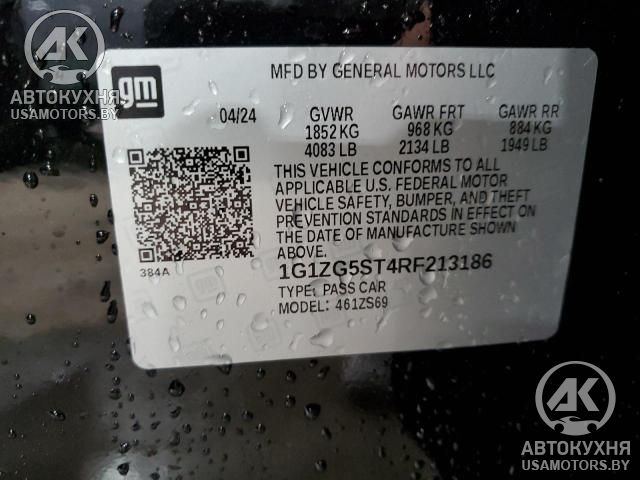 AK
АВТОКУХНЯ
USAMOTORS.BY
gm
MFD BY GENERAL MOTORS LLC
04/24 GVWR GAWR FRT GAWR RR
1852 KG 968 KG 884 KG
4083 LB 2134 LB 1949 LB
THIS VEHICLE CONFORMS TO ALL
APPLICABLE U.S. FEDERAL MOTOR
VEHICLE SAFETY, BUMPER, AND THEFT
PREVENTION STANDARDS IN EFFECT ON
THE DATE OF MANUFACTURE SHOWN
ABOVE.
384A
1G1ZG5ST4RF213186
TYPE: PASS CAR
MODEL: 461ZS69
AK
АВТОКУХНЯ
USAMOTORS.BY